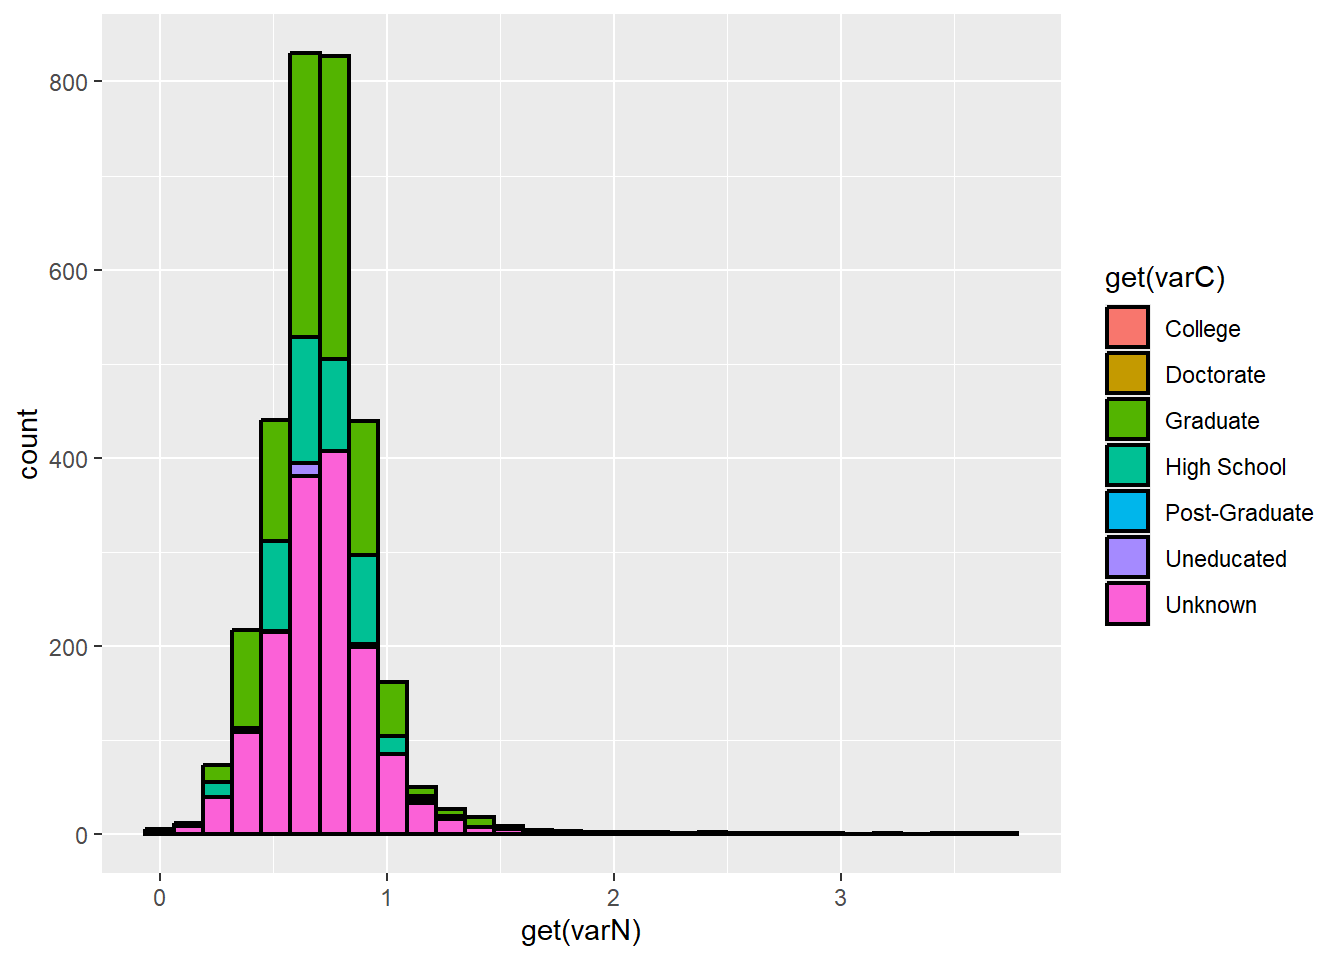 800
600
400
200
0
count
0 1 2 3
get(varN)
get(varC)
College
Doctorate
Graduate
High School
Post-Graduate
Uneducated
Unknown